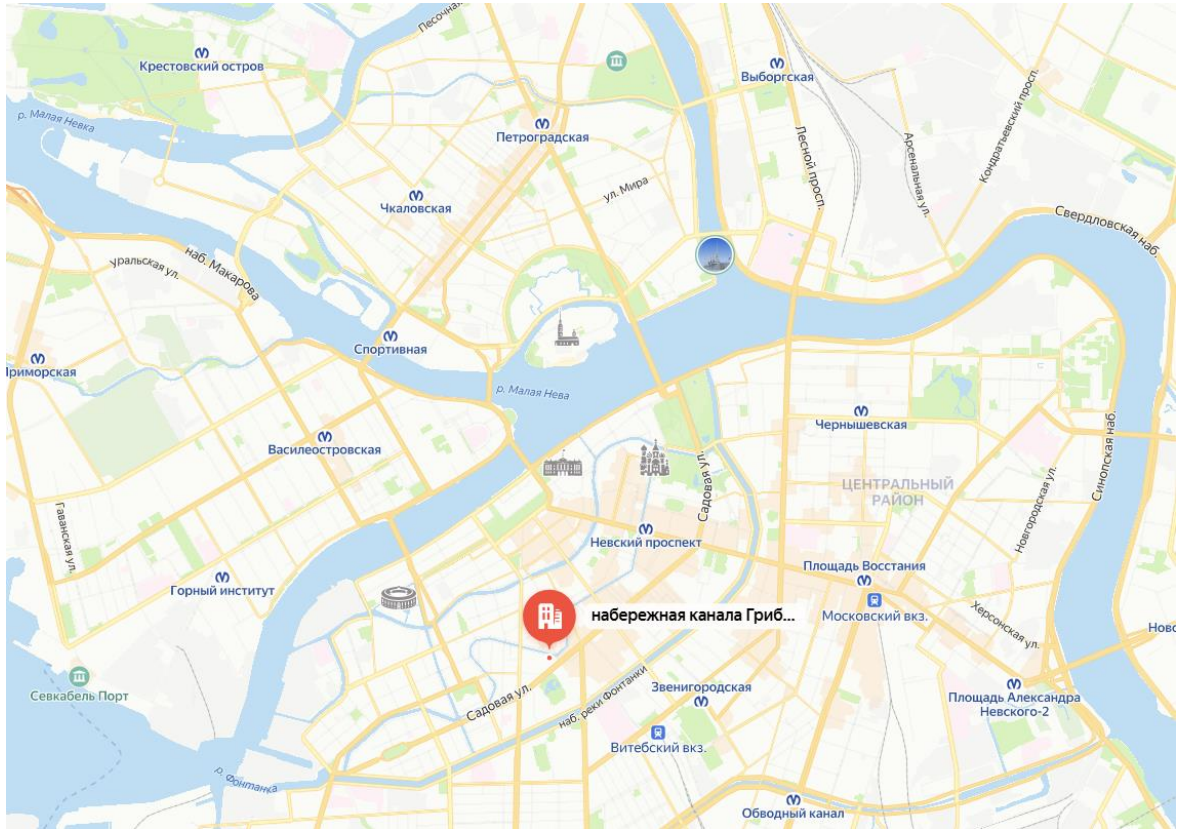 Песочна
Крестовский остров
Выборгская
р. Малая Невка
Петроградская
Лесной просп.
Арсенальная ул.
Кондратьевский просп.
Чкаловская
ул. Мира
Свердловская наб.
наб. Макарова
уральская ул.
Спортивная
Приморская
р. Малая Нева
Чернышевская
Василеостровская
Садовая ул.
ЦЕНТРАЛЬНЫЙ
РАЙОН
Синопская наб.
Новгородская ул.
Гаванская ул.
Невский проспект
Площадь Восстания
Горный институт
набережная канала Гриб...
Московский вкз.
Херсонская ул.
Ново
Севкабель Порт
Садовая ул.
наб. реки Фонтанки
Звенигородская
Площадь Александра
Невского-2
Витебский вкз.
р. Фонтанка
Обводный канал